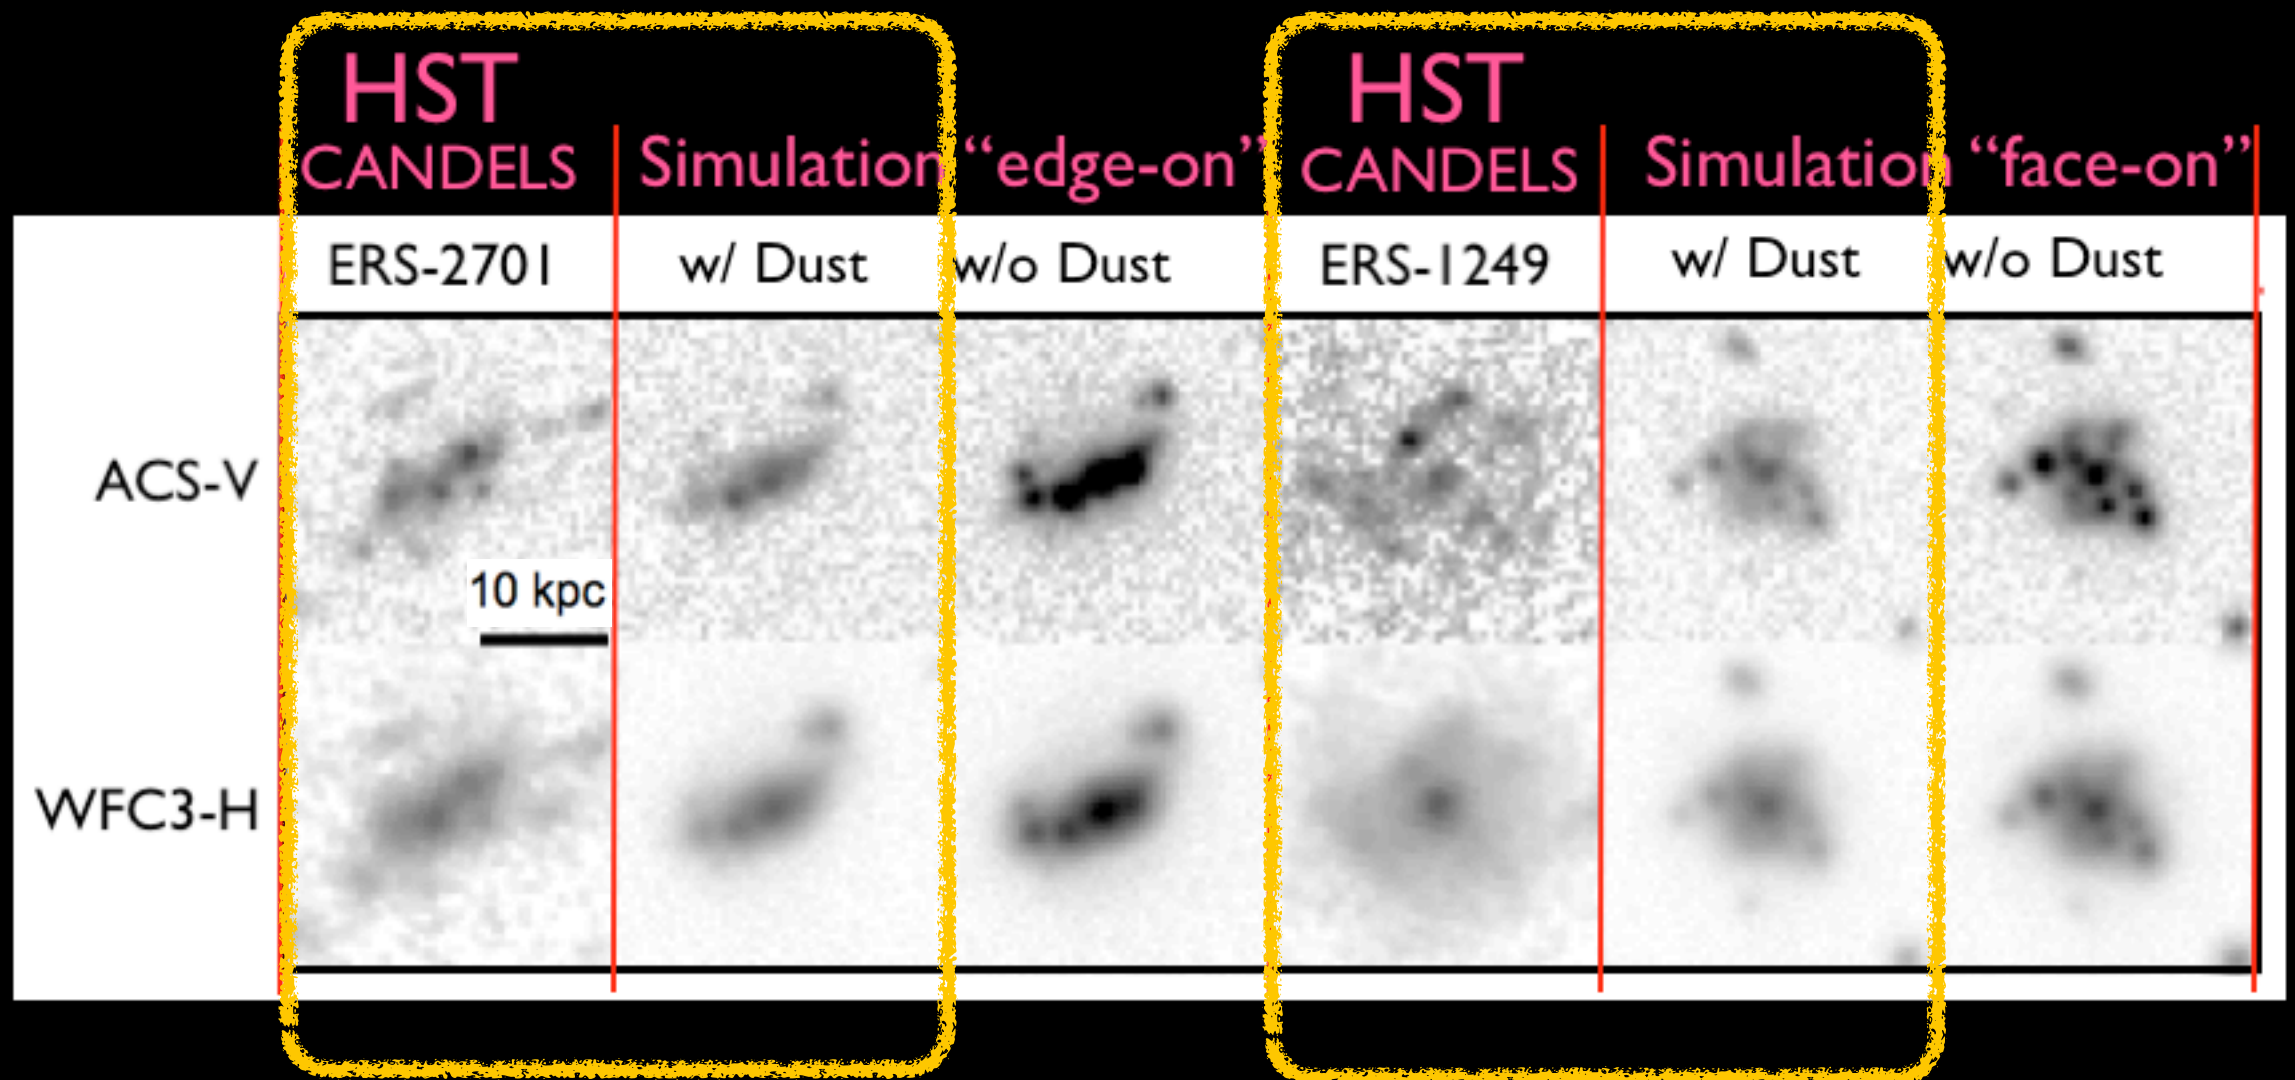 HST HST
CANDELS Simulation “edge-on” CANDELS Simulation “face-on”
ERS-2701 w/ Dust w/o Dust ERS-1249 w/ Dust w/o Dust
ACS-V
10 kpc
WFC3-H